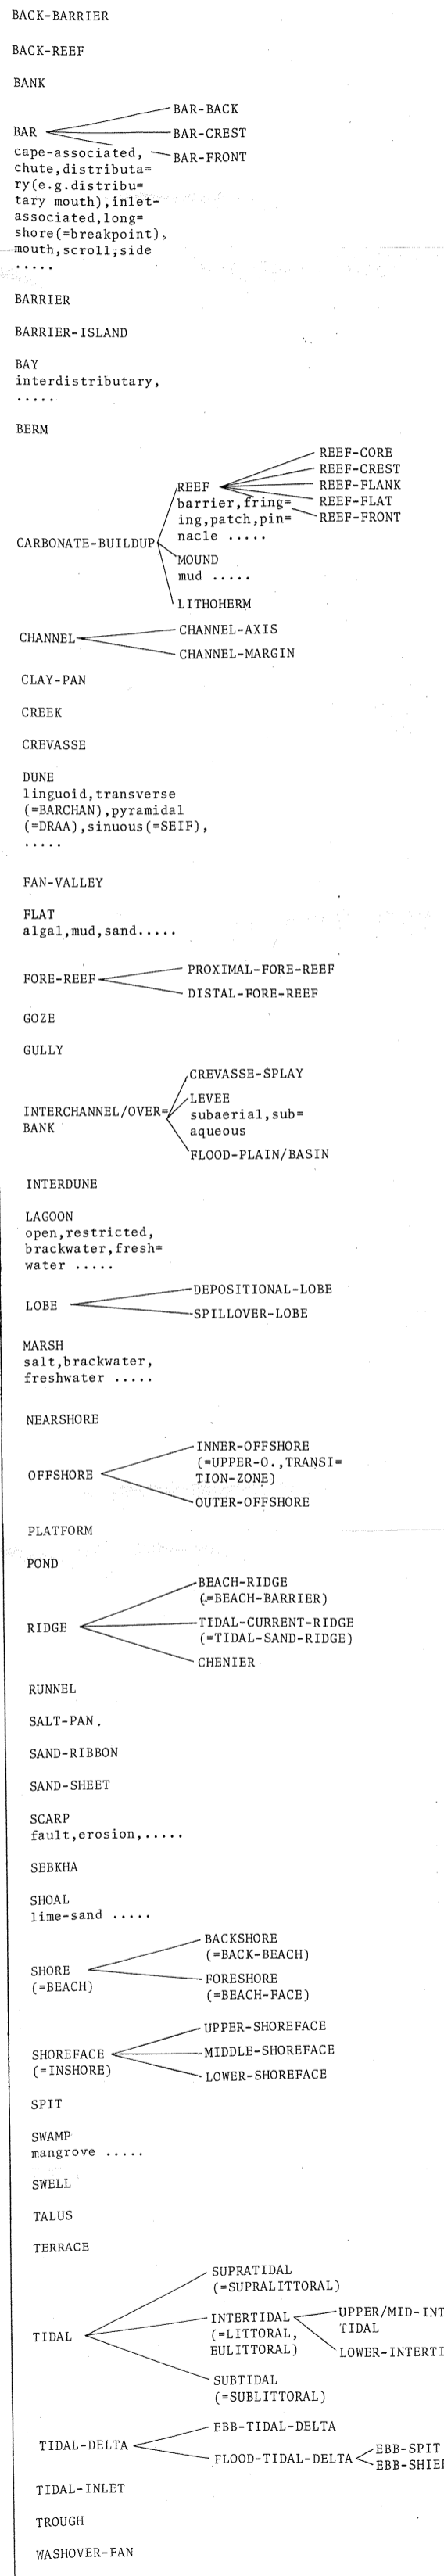 BACK-BARRIER
BACK-REEF
BANK
BAR-BACK
BAR
BAR-CREST
cape-associated,
BAR-FRONT
chute,distributa=
ry(e.g.distribu=
tary mouth),inlet-
associated,long=
shore(=breakpoint),
mouth,scroll,side
.....
BARRIER
BARRIER-ISLAND
BAY
interdistributary,
.....
BERM
REEF-CORE
REEF-CREST
REEF
REEF-FLANK
barrier,fring=
REEF-FLAT
ing,patch,pin=
REEF-FRONT
nacle .....
CARBONATE-BUILDUP
MOUND
mud .....
LITHOHERM
CHANNEL
CHANNEL-AXIS
CHANNEL-MARGIN
CLAY-PAN
CREEK
CREVASSE
DUNE
linguoid,transverse
(=BARCHAN),pyramidal
(=DRAA),sinuous(=SEIF),
.....
FAN-VALLEY
FLAT
algal,mud,sand.....
FORE-REEF
PROXIMAL-FORE-REEF
DISTAL-FORE-REEF
GOZE
GULLY
CREVASSE-SPLAY
LEVEE
INTERCHANNEL/OVER=
subaerial,sub=
BANK
aqueous
FLOOD-PLAIN/BASIN
INTERDUNE
LAGOON
open,restricted,
brackwater,fresh=
water .....
DEPOSITIONAL-LOBE
LOBE
SPILLOVER-LOBE
MARSH
salt,brackwater,
freshwater .....
NEARSHORE
INNER-OFFSHORE
(=UPPER-O.,TRANSI=
OFFSHORE
TION-ZONE)
OUTER-OFFSHORE
PLATFORM
POND
BEACH-RIDGE
(=BEACH-BARRIER)
RIDGE
TIDAL-CURRENT-RIDGE
(=TIDAL-SAND-RIDGE)
CHENIER
RUNNEL
SALT-PAN.
SAND-RIBBON
SAND-SHEET
SCARP
fault,erosion,.....
SEBKHA
SHOAL
lime-sand .....
BACKSHORE
(=BACK-BEACH)
SHORE
FORESHORE
(=BEACH)
(=BEACH-FACE)
UPPER-SHOREFACE
SHOREFACE
MIDDLE-SHOREFACE
(=INSHORE)
LOWER-SHOREFACE
SPIT
SWAMP
mangrove .....
SWELL
TALUS
TERRACE
SUPRATIDAL
(=SUPRALITTORAL)
INTERTIDAL
UPPER/MID-INT
(=LITTORAL,
TIDAL
TIDAL
EULITTORAL)
LOWER-INTERTI
SUBTIDAL
(=SUBLITTORAL)
EBB-TIDAL-DELTA
TIDAL-DELTA
FLOOD-TIDAL-DELTA
EBB-SPIT
EBB-SHIE
TIDAL-INLET
TROUGH
WASHOVER-FAN